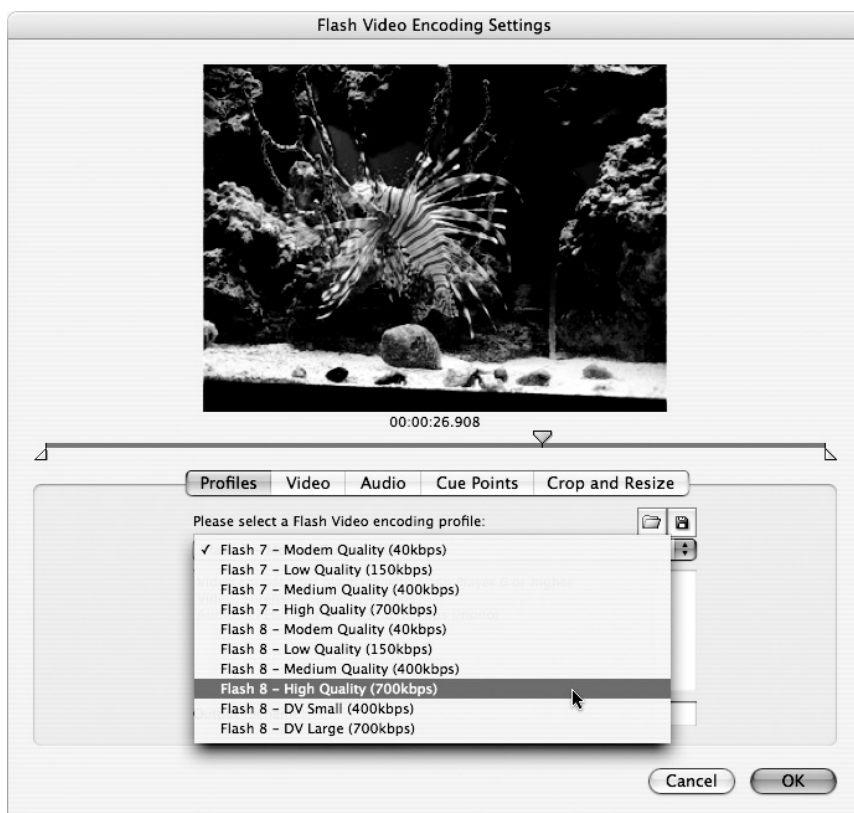 Flash Video Encoding Settings
00:00:26.908
Profiles Video Audio Cue Points Crop and Resize
Please select a Flash Video encoding profile:
✓ Flash 7 – Modem Quality (40kbps)
Flash 7 – Low Quality (150kbps)
Flash 7 – Medium Quality (400kbps)
Flash 7 – High Quality (700kbps)
Flash 8 – Modem Quality (40kbps)
Flash 8 – Low Quality (150kbps)
Flash 8 – Medium Quality (400kbps)
Flash 8 – High Quality (700kbps)
Flash 8 – DV Small (400kbps)
Flash 8 – DV Large (700kbps)
Cancel OK